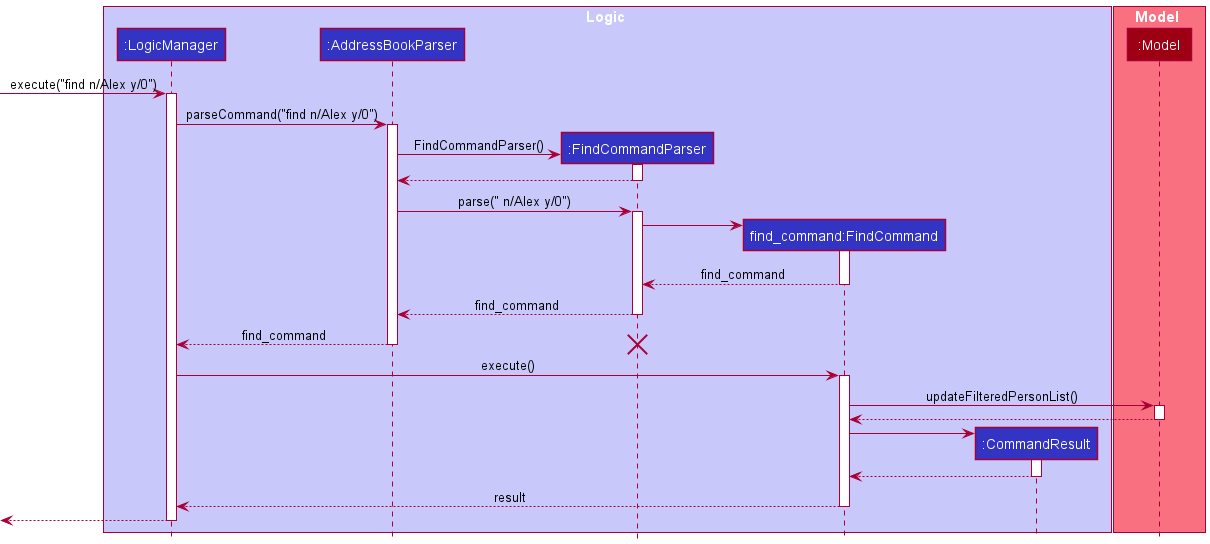 Logic
Model
:LogicManager
:AddressBookParser
:Model
execute("find n/Alex y/0")
parseCommand("find n/Alex y/0")
FindCommandParser()
:FindCommandParser
parse(" n/Alex y/0")
find_command:FindCommand
find_command
find_command
find_command
execute()
updateFilteredPersonList()
:CommandResult
result